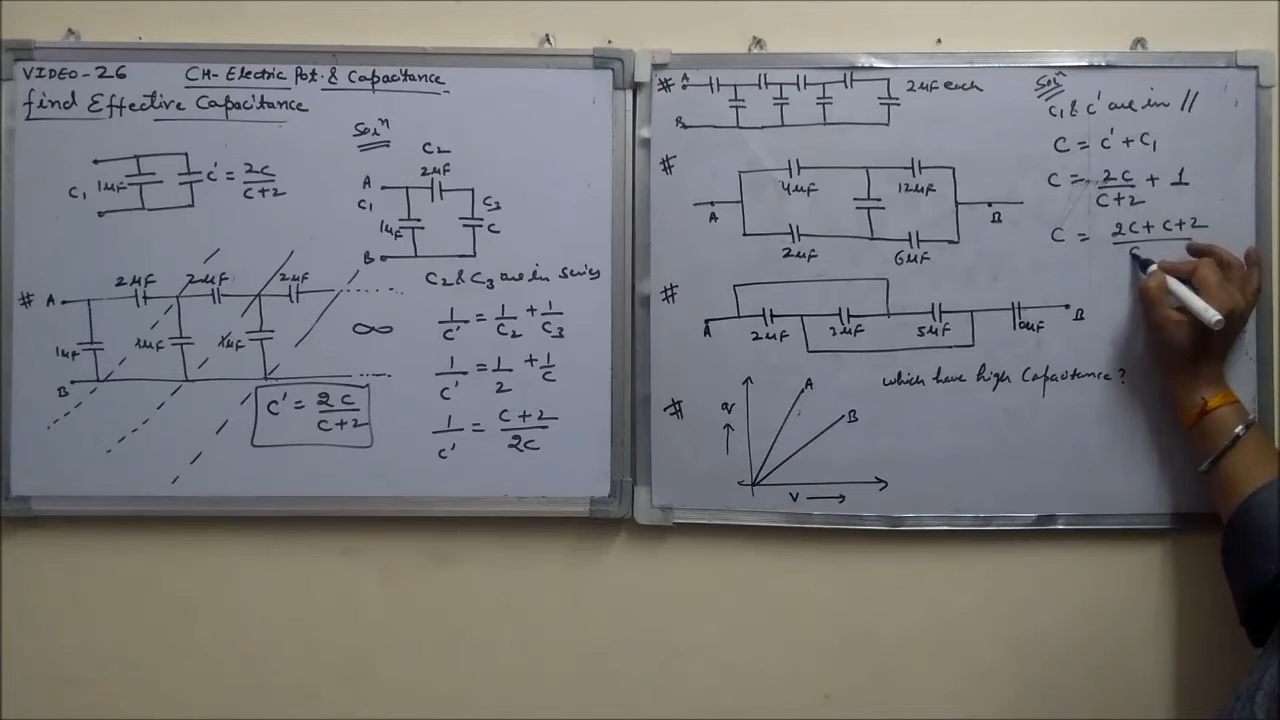 VIDEO-26 CH-Electric Pot. & Capacitance
find Effective Capacitance
C₁ 1μF C' = 2C/(C+2)
Solⁿ
C₂
2μF
A
C₁ C₃
1μF C
B
C₂ & C₃ are in series
# A 2μF 2μF 2μF ......
1μF 1μF 1μF ∞
B ......
C' = 2C/(C+2)
1/C' = 1/C₂ + 1/C₃
1/C' = 1/2 + 1/C
1/C' = (C+2)/2C
# A 2μF each
B
#
4μF 12μF
A B
2μF 6μF
#
A 2μF 3μF 5μF 10μF B
which have high Capacitance?
#
q A
B
V
Solⁿ
C₁ & C' are in //
C = C' + C₁
C = 2C/(C+2) + 1
C = 2C+C+2